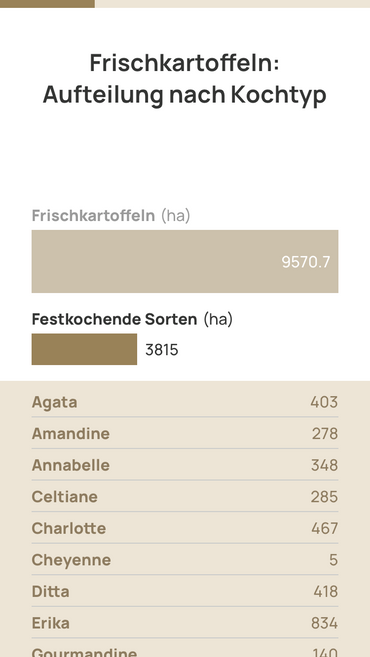 Frischkartoffeln:
Aufteilung nach Kochtyp
Frischkartoffeln (ha)
9570.7
Festkochende Sorten (ha)
3815
Agata 403
Amandine 278
Annabelle 348
Celtiane 285
Charlotte 467
Cheyenne 5
Ditta 418
Erika 834
Gourmandine 140